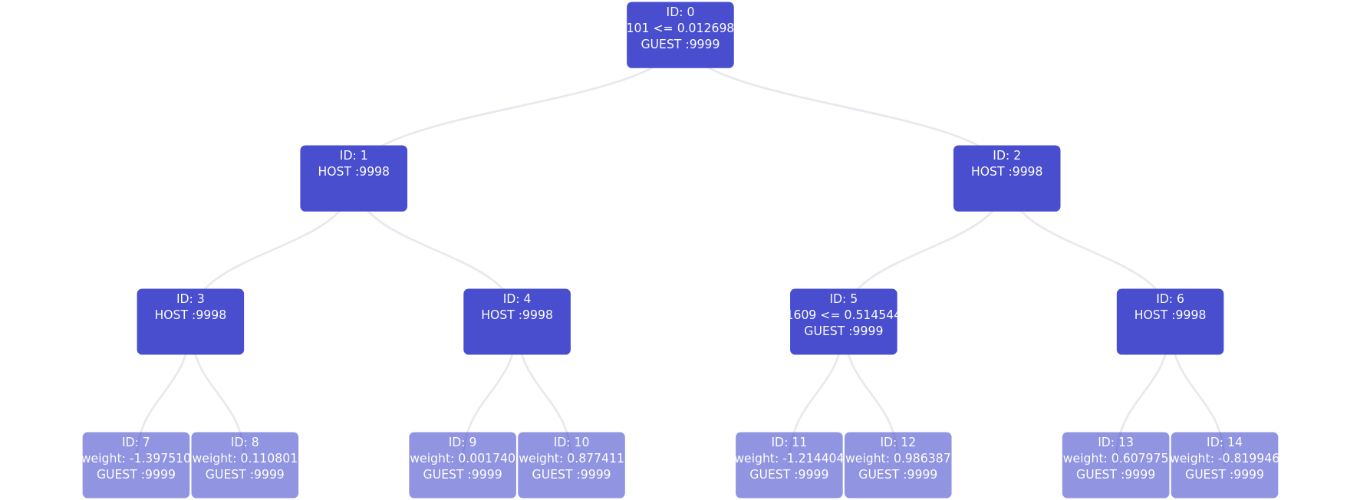 ID: 0
101 <= 0.012698
GUEST :9999
ID: 1
HOST :9998
ID: 2
HOST :9998
ID: 3
HOST :9998
ID: 4
HOST :9998
ID: 5
1609 <= 0.514544
GUEST :9999
ID: 6
HOST :9998
ID: 7
weight: -1.397510
GUEST :9999
ID: 8
weight: 0.110801
GUEST :9999
ID: 9
weight: 0.001740
GUEST :9999
ID: 10
weight: 0.877411
GUEST :9999
ID: 11
weight: -1.214404
GUEST :9999
ID: 12
weight: 0.986387
GUEST :9999
ID: 13
weight: 0.607975
GUEST :9999
ID: 14
weight: -0.819946
GUEST :9999